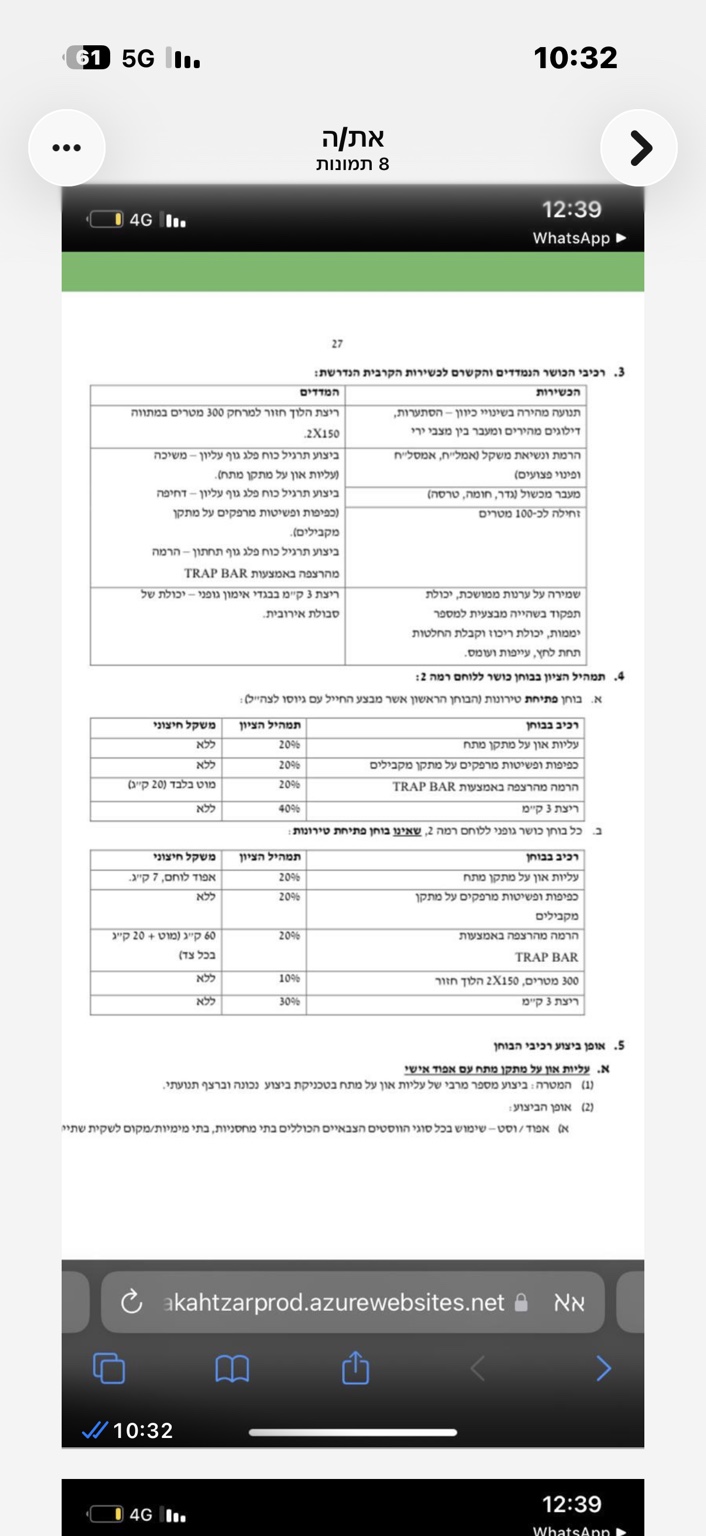 10:32
5G
61
את/ה
8 תמונות
12:39
4G
WhatsApp
27
3. רכיבי הכושר הנמדדים והקשרם לכשירות הקרבית הנדרשת:
הכשירות המדדים
תנועה מהירה בשינויי כיוון – הסתערות,
דילוגים מהירים ומעבר בין מצבי ירי
ריצת הלוך חזור למרחק 300 מטרים במתווה
2X150.
הרמת ונשיאת משקל (אמל״ח, אמסל״ח
ופינוי פצועים)
מעבר מכשול (גדר, חומה, טרסה)
זחילה לכ-100 מטרים
ביצוע תרגיל כוח פלג גוף עליון – משיכה
(עליות און על מתקן מתח).
ביצוע תרגיל כוח פלג גוף עליון – דחיפה
(כפיפות ופשיטות מרפקים על מתקן
מקבילים).
ביצוע תרגיל כוח פלג גוף תחתון – הרמה
מהרצפה באמצעות TRAP BAR
שמירה על ערנות ממושכת, יכולת
תפקוד בשהייה מבצעית למספר
יממות, יכולת ריכוז וקבלת החלטות
תחת לחץ, עייפות ועומס.
ריצת 3 ק״מ בבגדי אימון גופני – יכולת של
סבולת אירובית.
4. תמהיל הציון בבוחן כושר ללוחם רמה 2:
א. בוחן פתיחת טירונות (הבוחן הראשון אשר מבצע החייל עם גיוסו לצה״ל):
רכיב בבוחן תמהיל הציון משקל חיצוני
עליות און על מתקן מתח 20% ללא
כפיפות ופשיטות מרפקים על מתקן מקבילים 20% ללא
הרמה מהרצפה באמצעות TRAP BAR 20% מוט בלבד (20 ק״ג)
ריצת 3 ק״מ 40% ללא
ב. כל בוחן כושר גופני ללוחם רמה 2, שאינו בוחן פתיחת טירונות:
רכיב בבוחן תמהיל הציון משקל חיצוני
עליות און על מתקן מתח 20% אפוד לוחם, 7 ק״ג.
כפיפות ופשיטות מרפקים על מתקן 20% ללא
מקבילים
הרמה מהרצפה באמצעות 20% 60 ק״ג (מוט + 20 ק״ג
TRAP BAR בכל צד)
300 מטרים, 2X150 הלוך חזור 10% ללא
ריצת 3 ק״מ 30% ללא
5. אופן ביצוע רכיבי הבוחן
א. עליות און על מתקן מתח עם אפוד אישי
(1) המטרה: ביצוע מספר מרבי של עליות און על מתח בטכניקת ביצוע נכונה וברצף תנועתי.
(2) אופן הביצוע:
א) אפוד / וסט – שימוש בכל סוגי הווסטים הצבאיים הכוללים בתי מחסניות, בתי מימיות/מקום לשקית שתיי
אא akahtzarprod.azurewebsites.net
10:32
12:39
4G
WhatsApp